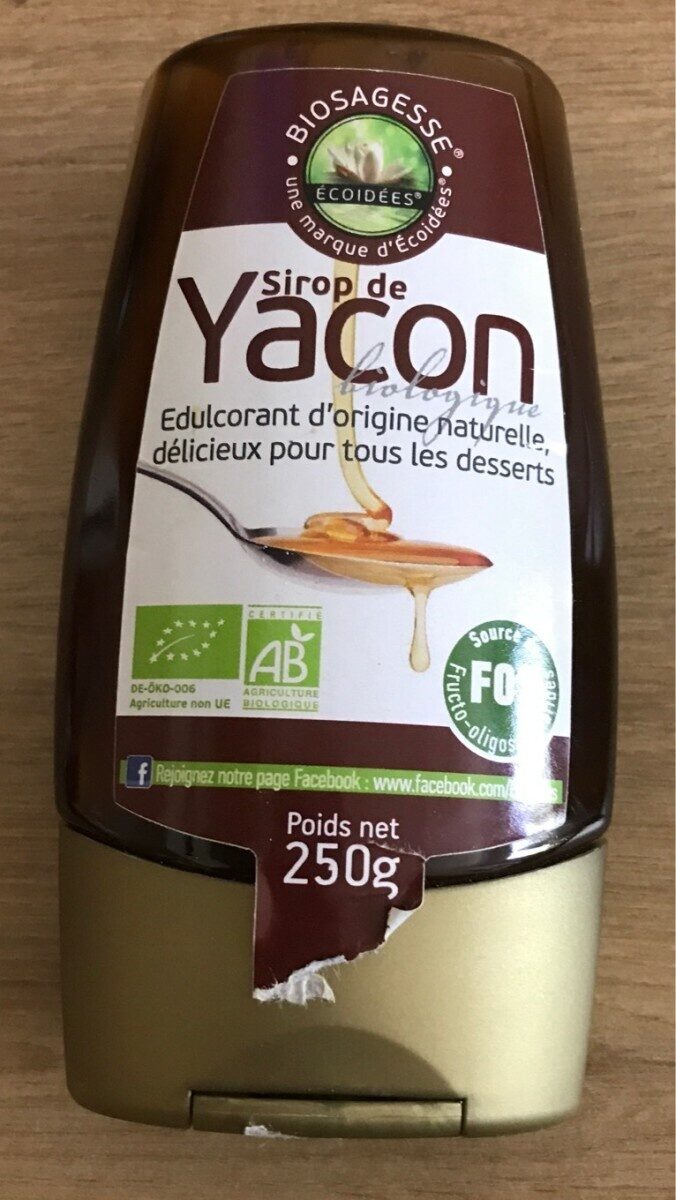 BIOSAGESSE®
ÉCOIDÉES®
une marque d'Écoidées®
Sirop de
Yacon
biologique
Edulcorant d'origine naturelle,
délicieux pour tous les desserts
CERTIFIÉ
AB
AGRICULTURE
BIOLOGIQUE
DE-ÖKO-006
Agriculture non UE
Source
FO
Fructo-oligos
f Rejoignez notre page Facebook : www.facebook.com/
Poids net
250g